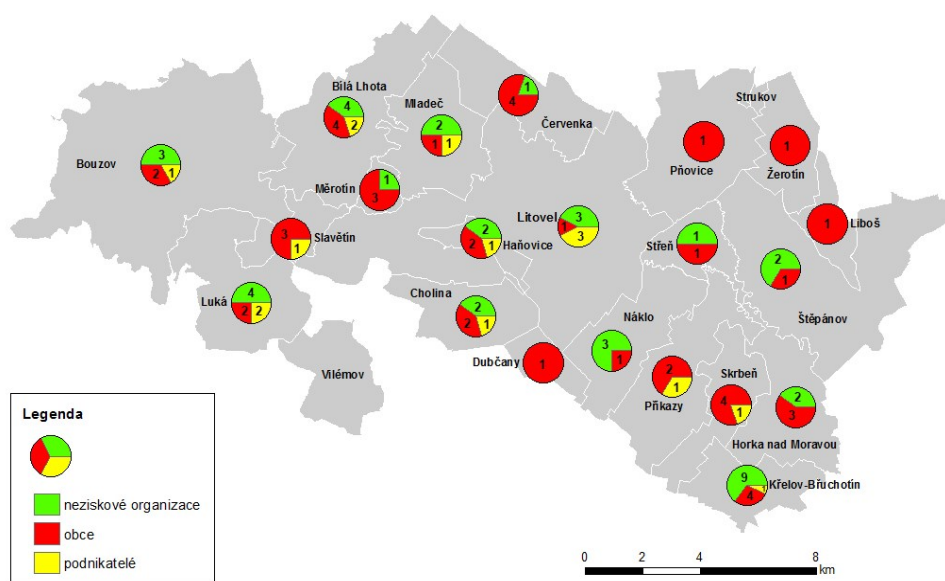 Bílá Lhota
4
4
2
Mladeč
2
1
1
1
4
Červenka
Strukov
1
Pňovice
1
Žerotín
Bouzov
3
2
1
Měrotín
1
3
Slavětín
3
1
Haňovice
2
2
1
Litovel
3
1
3
Střeň
1
1
1
Liboš
2
1
Štěpánov
Luká
4
2
2
Cholina
2
2
1
Vilémov
Dubčany
1
Náklo
3
1
Příkazy
2
1
Skrbeň
4
1
2
3
Horka nad Moravou
9
4
1
Křelov-Břuchotín
Legenda
neziskové organizace
obce
podnikatelé
0 2 4 8
km